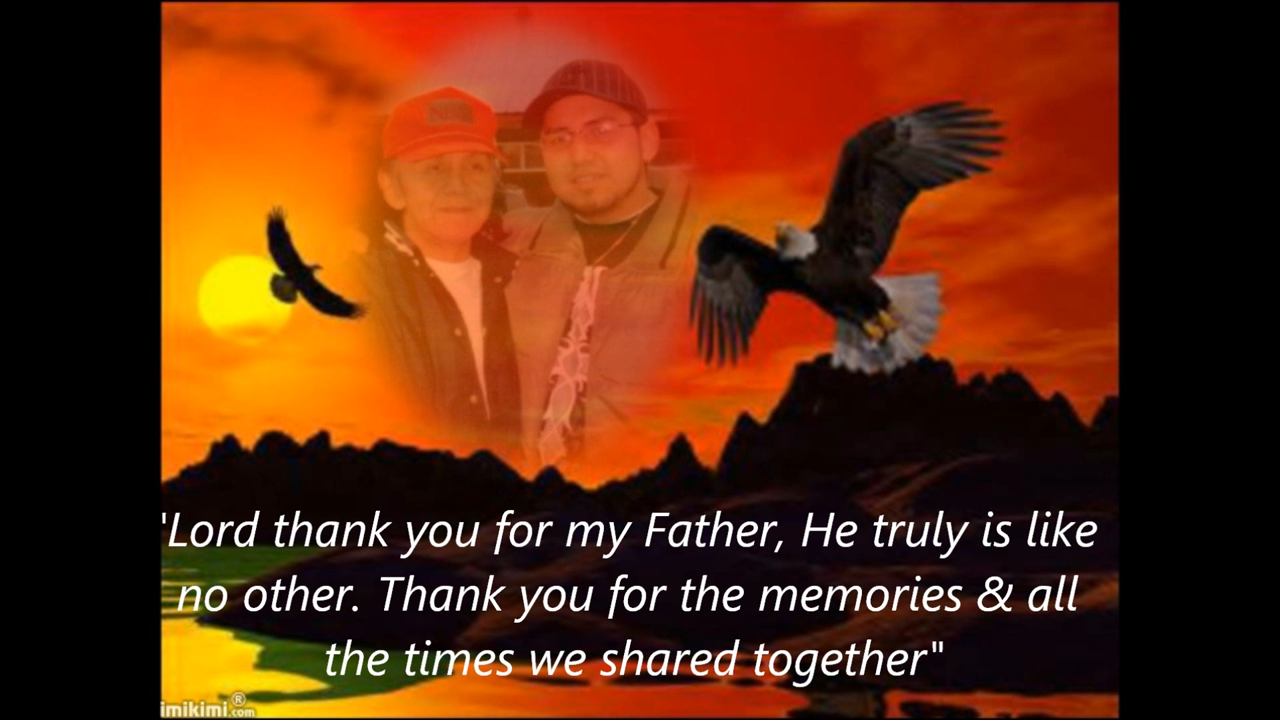 "Lord thank you for my Father, He truly is like
no other. Thank you for the memories & all
the times we shared together"
imikimi.com®